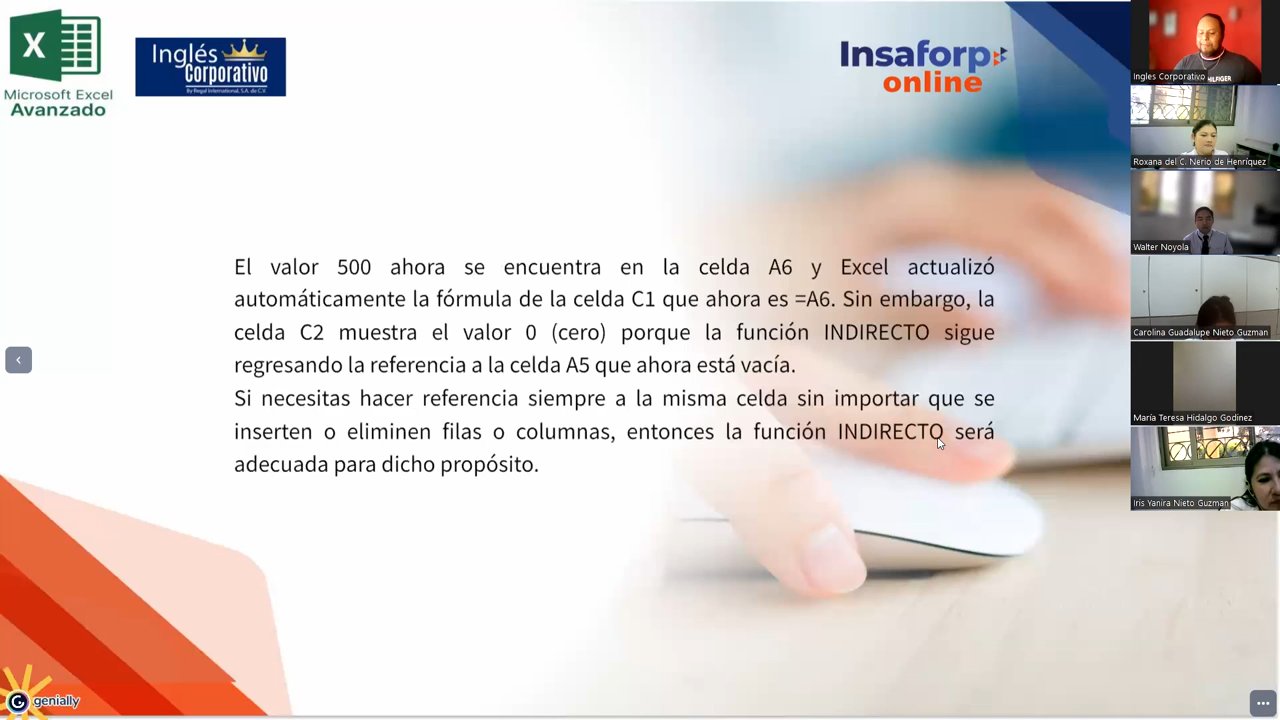 X
Microsoft Excel
Avanzado
Inglés
Corporativo
By Regal International, S.A. de C.V.
Insaforp
online
El valor 500 ahora se encuentra en la celda A6 y Excel actualizó
automáticamente la fórmula de la celda C1 que ahora es =A6. Sin embargo, la
celda C2 muestra el valor 0 (cero) porque la función INDIRECTO sigue
regresando la referencia a la celda A5 que ahora está vacía.
Si necesitas hacer referencia siempre a la misma celda sin importar que se
inserten o eliminen filas o columnas, entonces la función INDIRECTO será
adecuada para dicho propósito.
genially
HILFIGER
Ingles Corporativo
Roxana del C. Nerio de Henríquez
Walter Noyola
Carolina Guadalupe Nieto Guzman
María Teresa Hidalgo Godinez
Iris Yanira Nieto Guzman